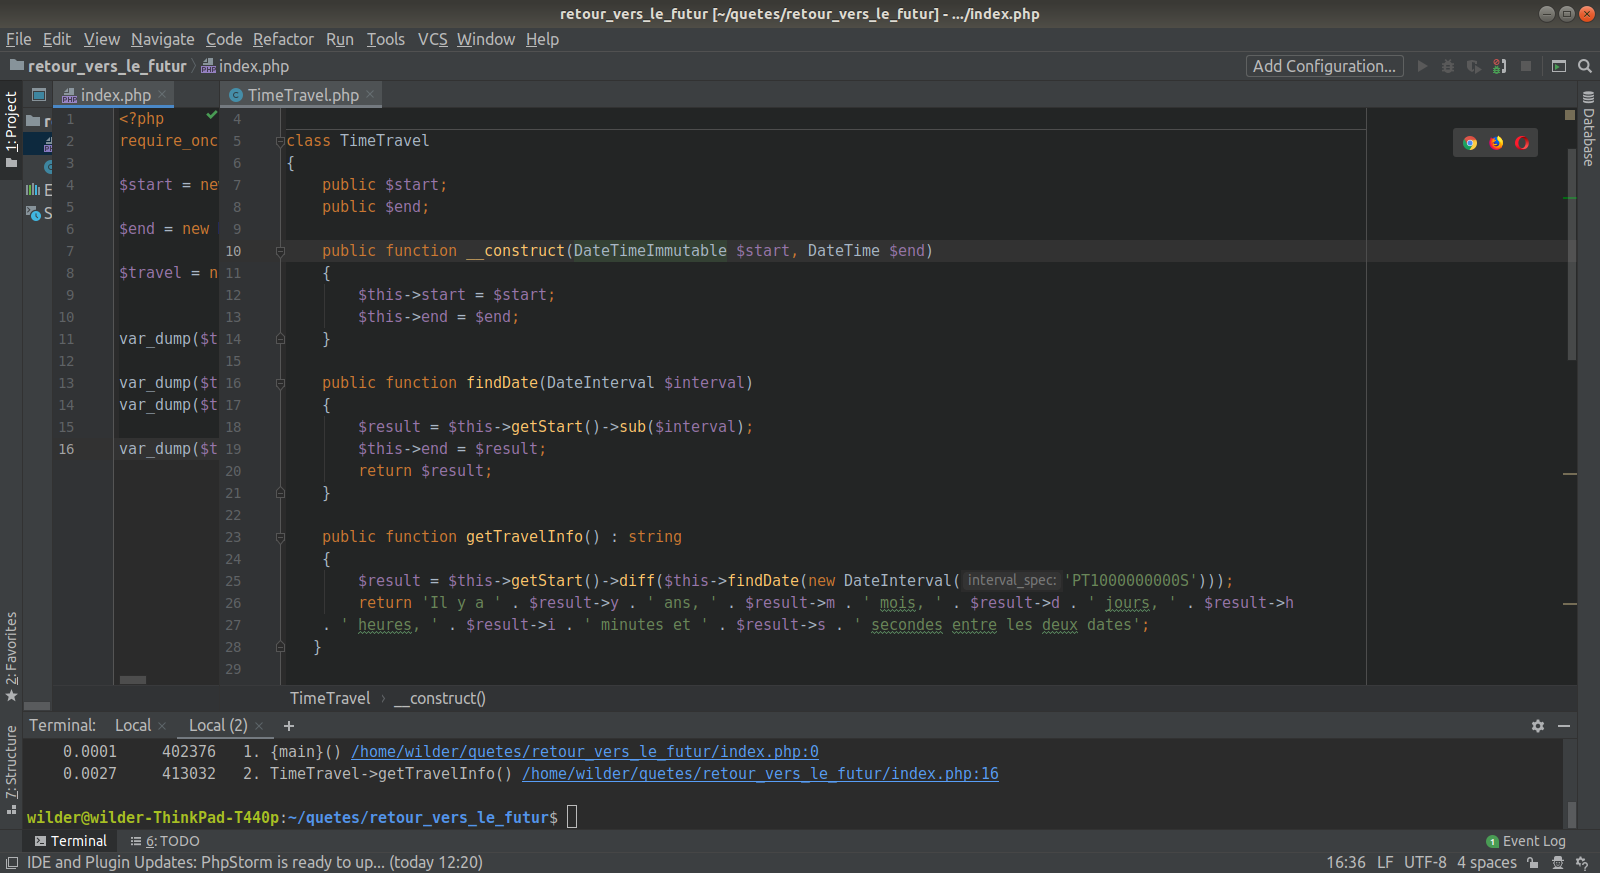 retour_vers_le_futur [~/quetes/retour_vers_le_futur] - .../index.php
File Edit View Navigate Code Refactor Run Tools VCS Window Help
retour_vers_le_futur index.php Add Configuration...
1: Project
index.php TimeTravel.php
1 <?php
2 require_onc
3
4 $start = new
5
6 $end = new
7
8 $travel = n
9
10
11 var_dump($t
12
13 var_dump($t
14 var_dump($t
15
16 var_dump($t
4
5 class TimeTravel
6 {
7 public $start;
8 public $end;
9
10 public function __construct(DateTimeImmutable $start, DateTime $end)
11 {
12 $this->start = $start;
13 $this->end = $end;
14 }
15
16 public function findDate(DateInterval $interval)
17 {
18 $result = $this->getStart()->sub($interval);
19 $this->end = $result;
20 return $result;
21 }
22
23 public function getTravelInfo() : string
24 {
25 $result = $this->getStart()->diff($this->findDate(new DateInterval( interval_spec: 'PT1000000000S')));
26 return 'Il y a ' . $result->y . ' ans, ' . $result->m . ' mois, ' . $result->d . ' jours, ' . $result->h
27 . ' heures, ' . $result->i . ' minutes et ' . $result->s . ' secondes entre les deux dates';
28 }
29
Database
2: Favorites
7: Structure
TimeTravel › __construct()
Terminal: Local × Local (2) × +
0.0001 402376 1. {main}() /home/wilder/quetes/retour_vers_le_futur/index.php:0
0.0027 413032 2. TimeTravel->getTravelInfo() /home/wilder/quetes/retour_vers_le_futur/index.php:16
wilder@wilder-ThinkPad-T440p:~/quetes/retour_vers_le_futur$
Terminal 6: TODO 1 Event Log
IDE and Plugin Updates: PhpStorm is ready to up... (today 12:20) 16:36 LF UTF-8 4 spaces